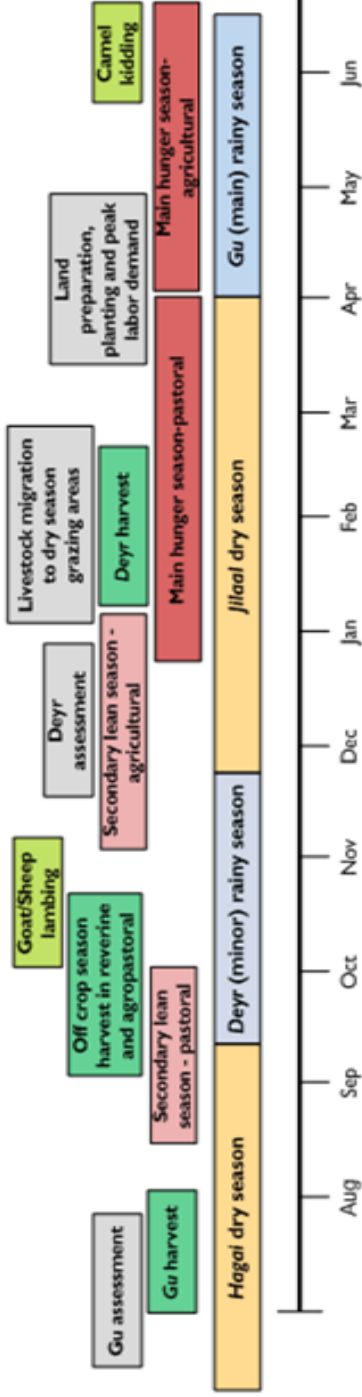 Goat/Sheep
lambing
Livestock migration
to dry season
grazing areas
Camel
kidding
Gu assessment
Off crop season
harvest in reverine
and agropastoral
Deyr
assessment
Deyr harvest
Land
preparation,
planting and peak
labor demand
Gu harvest
Secondary lean
season - pastoral
Secondary lean season -
agricultural
Main hunger season-pastoral
Main hunger season-
agricultural
Hagai dry season
Deyr (minor) rainy season
Jilaal dry season
Gu (main) rainy season
Aug
Sep
Oct
Nov
Dec
Jan
Feb
Mar
Apr
May
Jun